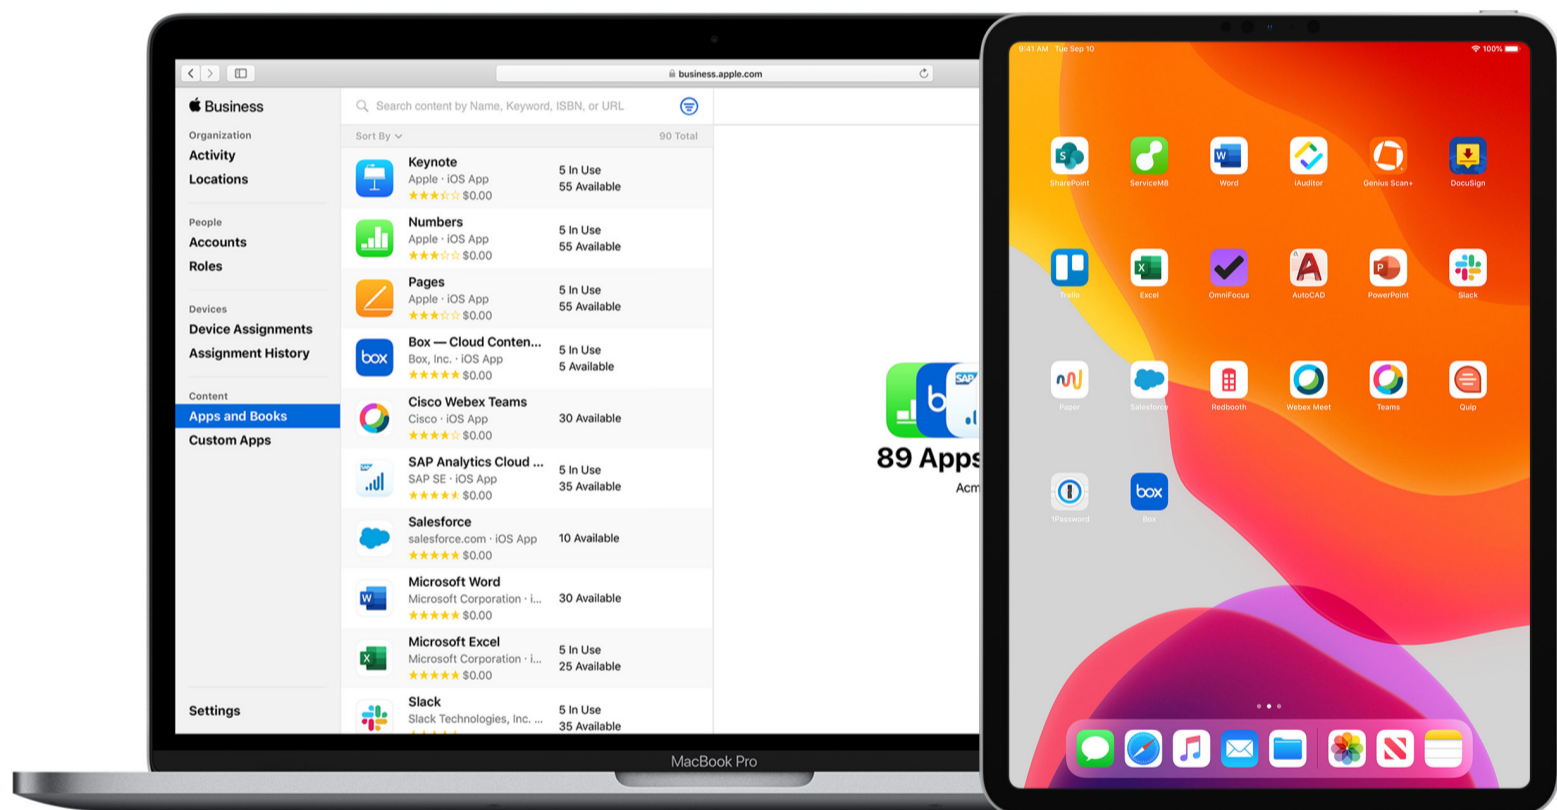 business.apple.com
Business
Organization
Activity
Locations
People
Accounts
Roles
Devices
Device Assignments
Assignment History
Content
Apps and Books
Custom Apps
Settings
Search content by Name, Keyword, ISBN, or URL
Sort By
90 Total
Keynote
Apple · iOS App
$0.00
5 In Use
55 Available
Numbers
Apple · iOS App
$0.00
5 In Use
55 Available
Pages
Apple · iOS App
$0.00
5 In Use
55 Available
box
Box — Cloud Conten...
Box, Inc. · iOS App
$0.00
5 In Use
5 Available
Cisco Webex Teams
Cisco · iOS App
$0.00
30 Available
SAP
SAP Analytics Cloud ...
SAP SE · iOS App
$0.00
5 In Use
35 Available
Salesforce
salesforce.com · iOS App
$0.00
10 Available
W
Microsoft Word
Microsoft Corporation · i...
$0.00
30 Available
X
Microsoft Excel
Microsoft Corporation · i...
$0.00
5 In Use
25 Available
Slack
Slack Technologies, Inc. ...
5 In Use
35 Available
b
SAP
89 Apps
Acm
MacBook Pro
9:41 AM Tue Sep 10
100%
S
W
SharePoint
ServiceM8
Word
iAuditor
Genius Scan+
DocuSign
X
A
P
Trello
Excel
OmniFocus
AutoCAD
PowerPoint
Slack
Paper
Salesforce
Redbooth
Webex Meet
Teams
Quip
box
1Password
Box